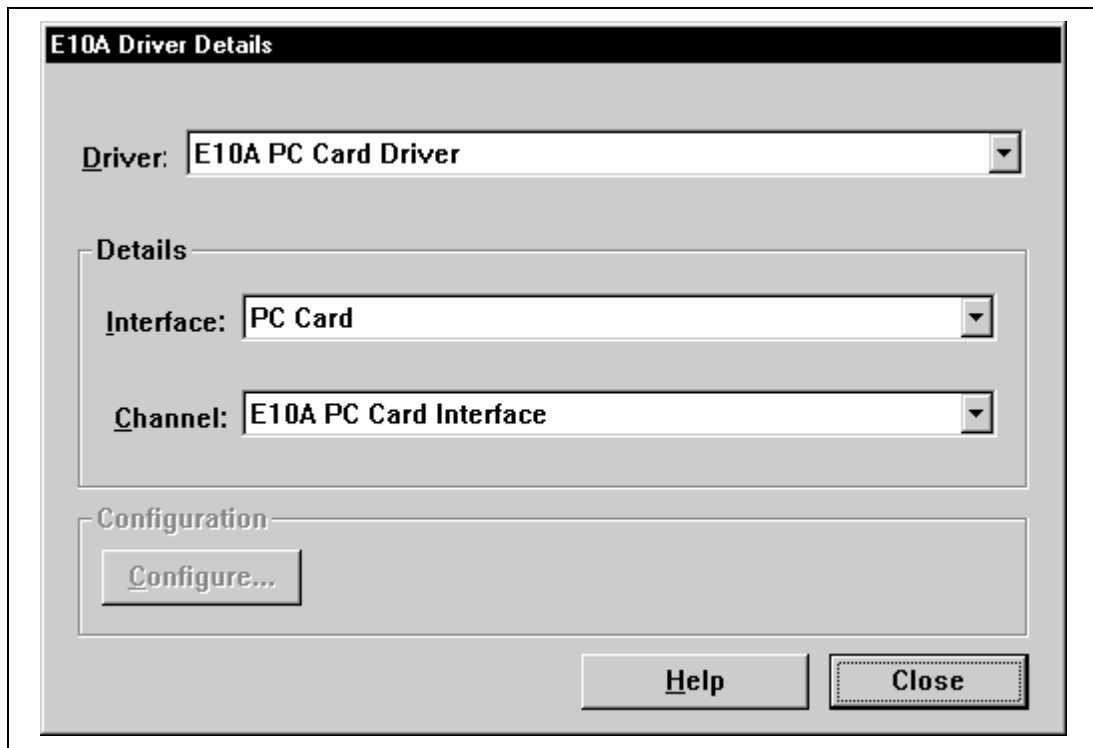 E10A Driver Details
Driver: E10A PC Card Driver
Details
Interface: PC Card
Channel: E10A PC Card Interface
Configuration
Configure...
Help Close